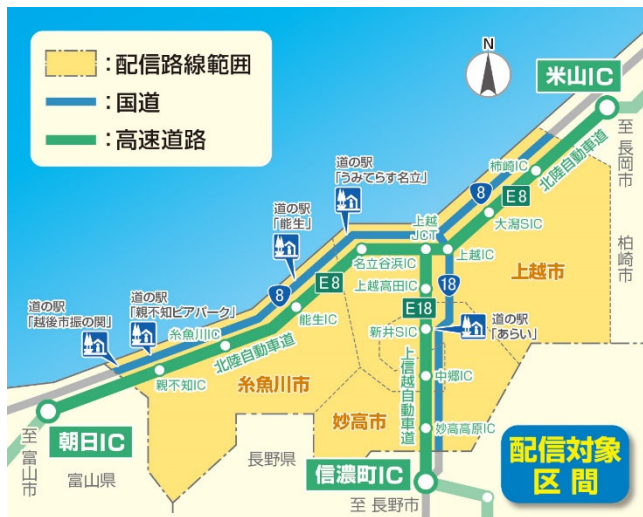 ：配信路線範囲
：国道
：高速道路
N
米山IC
至 長岡市
柏崎市
柿崎IC
北陸自動車道
8
E8
大潟SIC
道の駅
「うみてらす名立」
道の駅
「能生」
上越
JCT
名立谷浜IC
上越IC
上越市
上越高田IC
18
E18
E8
8
能生IC
道の駅
「親不知ピアパーク」
道の駅
「越後市振の関」
糸魚川IC
北陸自動車道
親不知IC
新井SIC
道の駅
「あらい」
上信越自動車道
中郷IC
妙高高原IC
糸魚川市
妙高市
朝日IC
至 富山市
富山県
長野県
信濃町IC
至 長野市
配信対象
区間